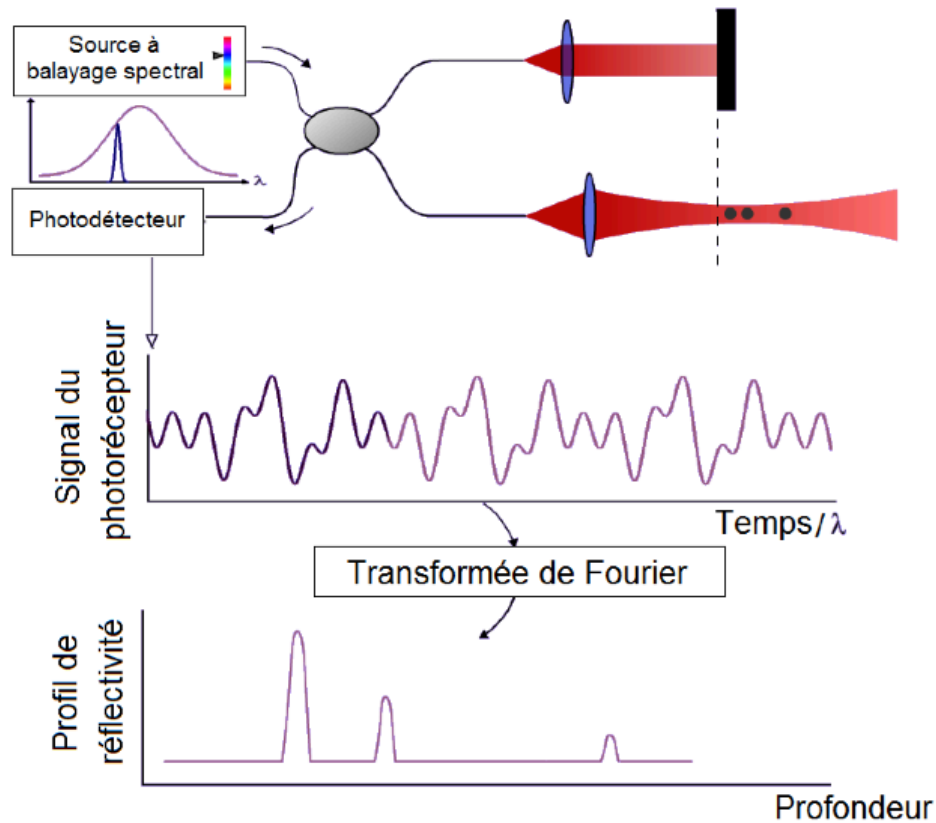 Source à
balayage spectral
λ
Photodétecteur
Signal du
photorécepteur
Temps/λ
Transformée de Fourier
Profil de
réflectivité
Profondeur